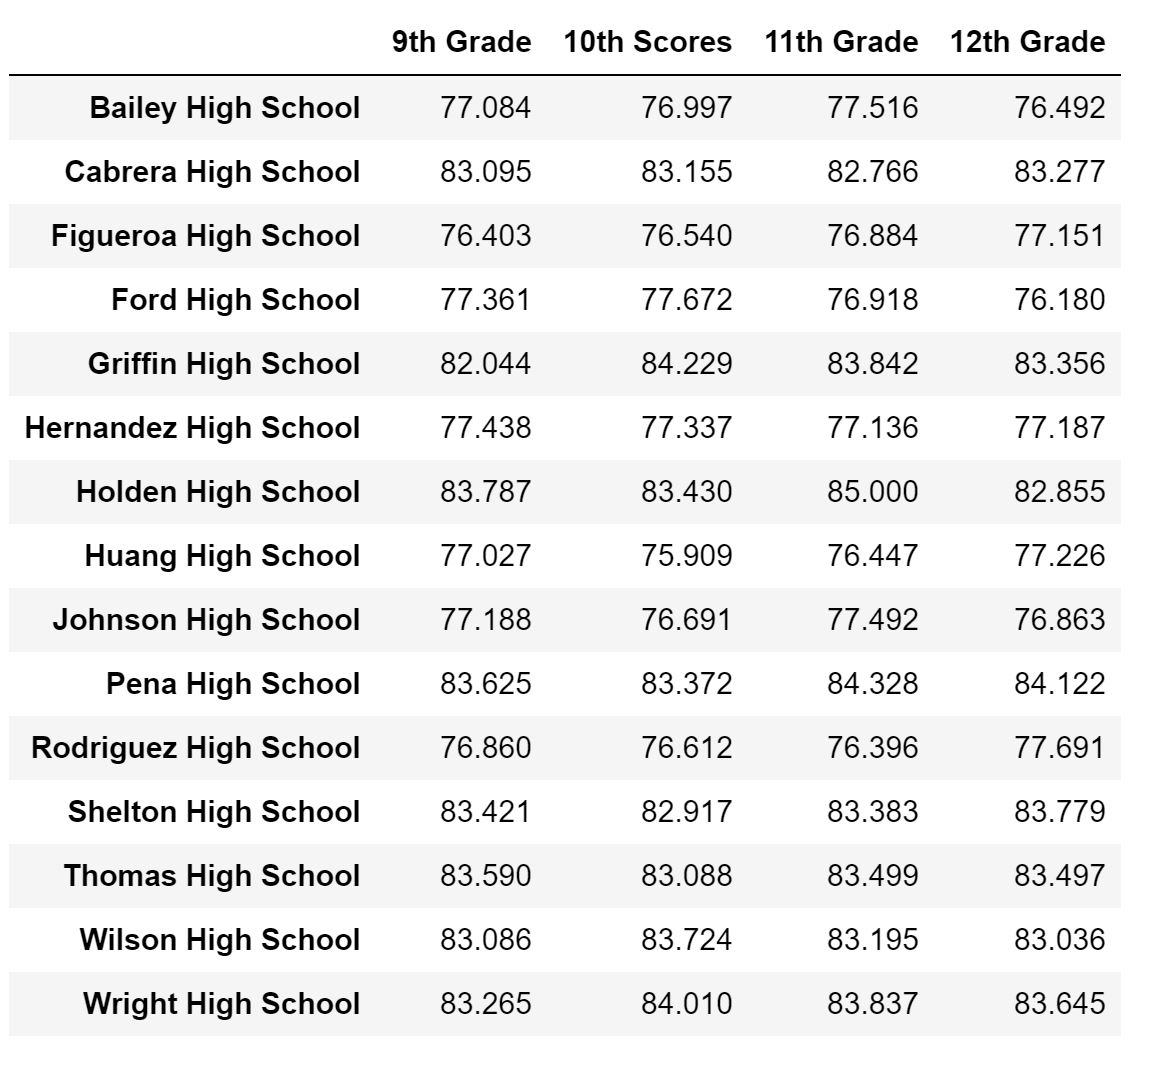 9th Grade 10th Scores 11th Grade 12th Grade
Bailey High School 77.084 76.997 77.516 76.492
Cabrera High School 83.095 83.155 82.766 83.277
Figueroa High School 76.403 76.540 76.884 77.151
Ford High School 77.361 77.672 76.918 76.180
Griffin High School 82.044 84.229 83.842 83.356
Hernandez High School 77.438 77.337 77.136 77.187
Holden High School 83.787 83.430 85.000 82.855
Huang High School 77.027 75.909 76.447 77.226
Johnson High School 77.188 76.691 77.492 76.863
Pena High School 83.625 83.372 84.328 84.122
Rodriguez High School 76.860 76.612 76.396 77.691
Shelton High School 83.421 82.917 83.383 83.779
Thomas High School 83.590 83.088 83.499 83.497
Wilson High School 83.086 83.724 83.195 83.036
Wright High School 83.265 84.010 83.837 83.645